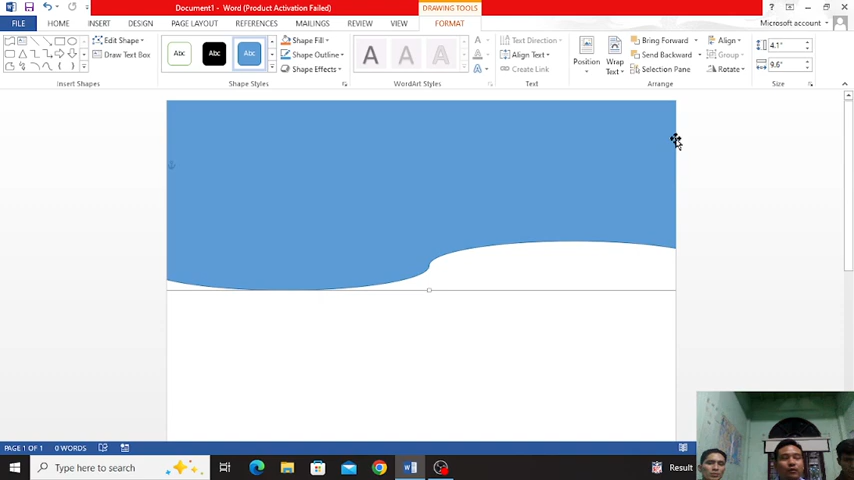 Document1 - Word (Product Activation Failed)
DRAWING TOOLS
FILE HOME INSERT DESIGN PAGE LAYOUT REFERENCES MAILINGS REVIEW VIEW FORMAT Microsoft account
Edit Shape
Draw Text Box
Insert Shapes
Abc Abc Abc
Shape Fill
Shape Outline
Shape Effects
Shape Styles
A A A
WordArt Styles
Text Direction
Align Text
Create Link
Text
Position
Wrap
Text
Bring Forward
Send Backward
Selection Pane
Align
Group
Rotate
Arrange
4.1"
9.6"
Size
PAGE 1 OF 1 0 WORDS
Type here to search
Result